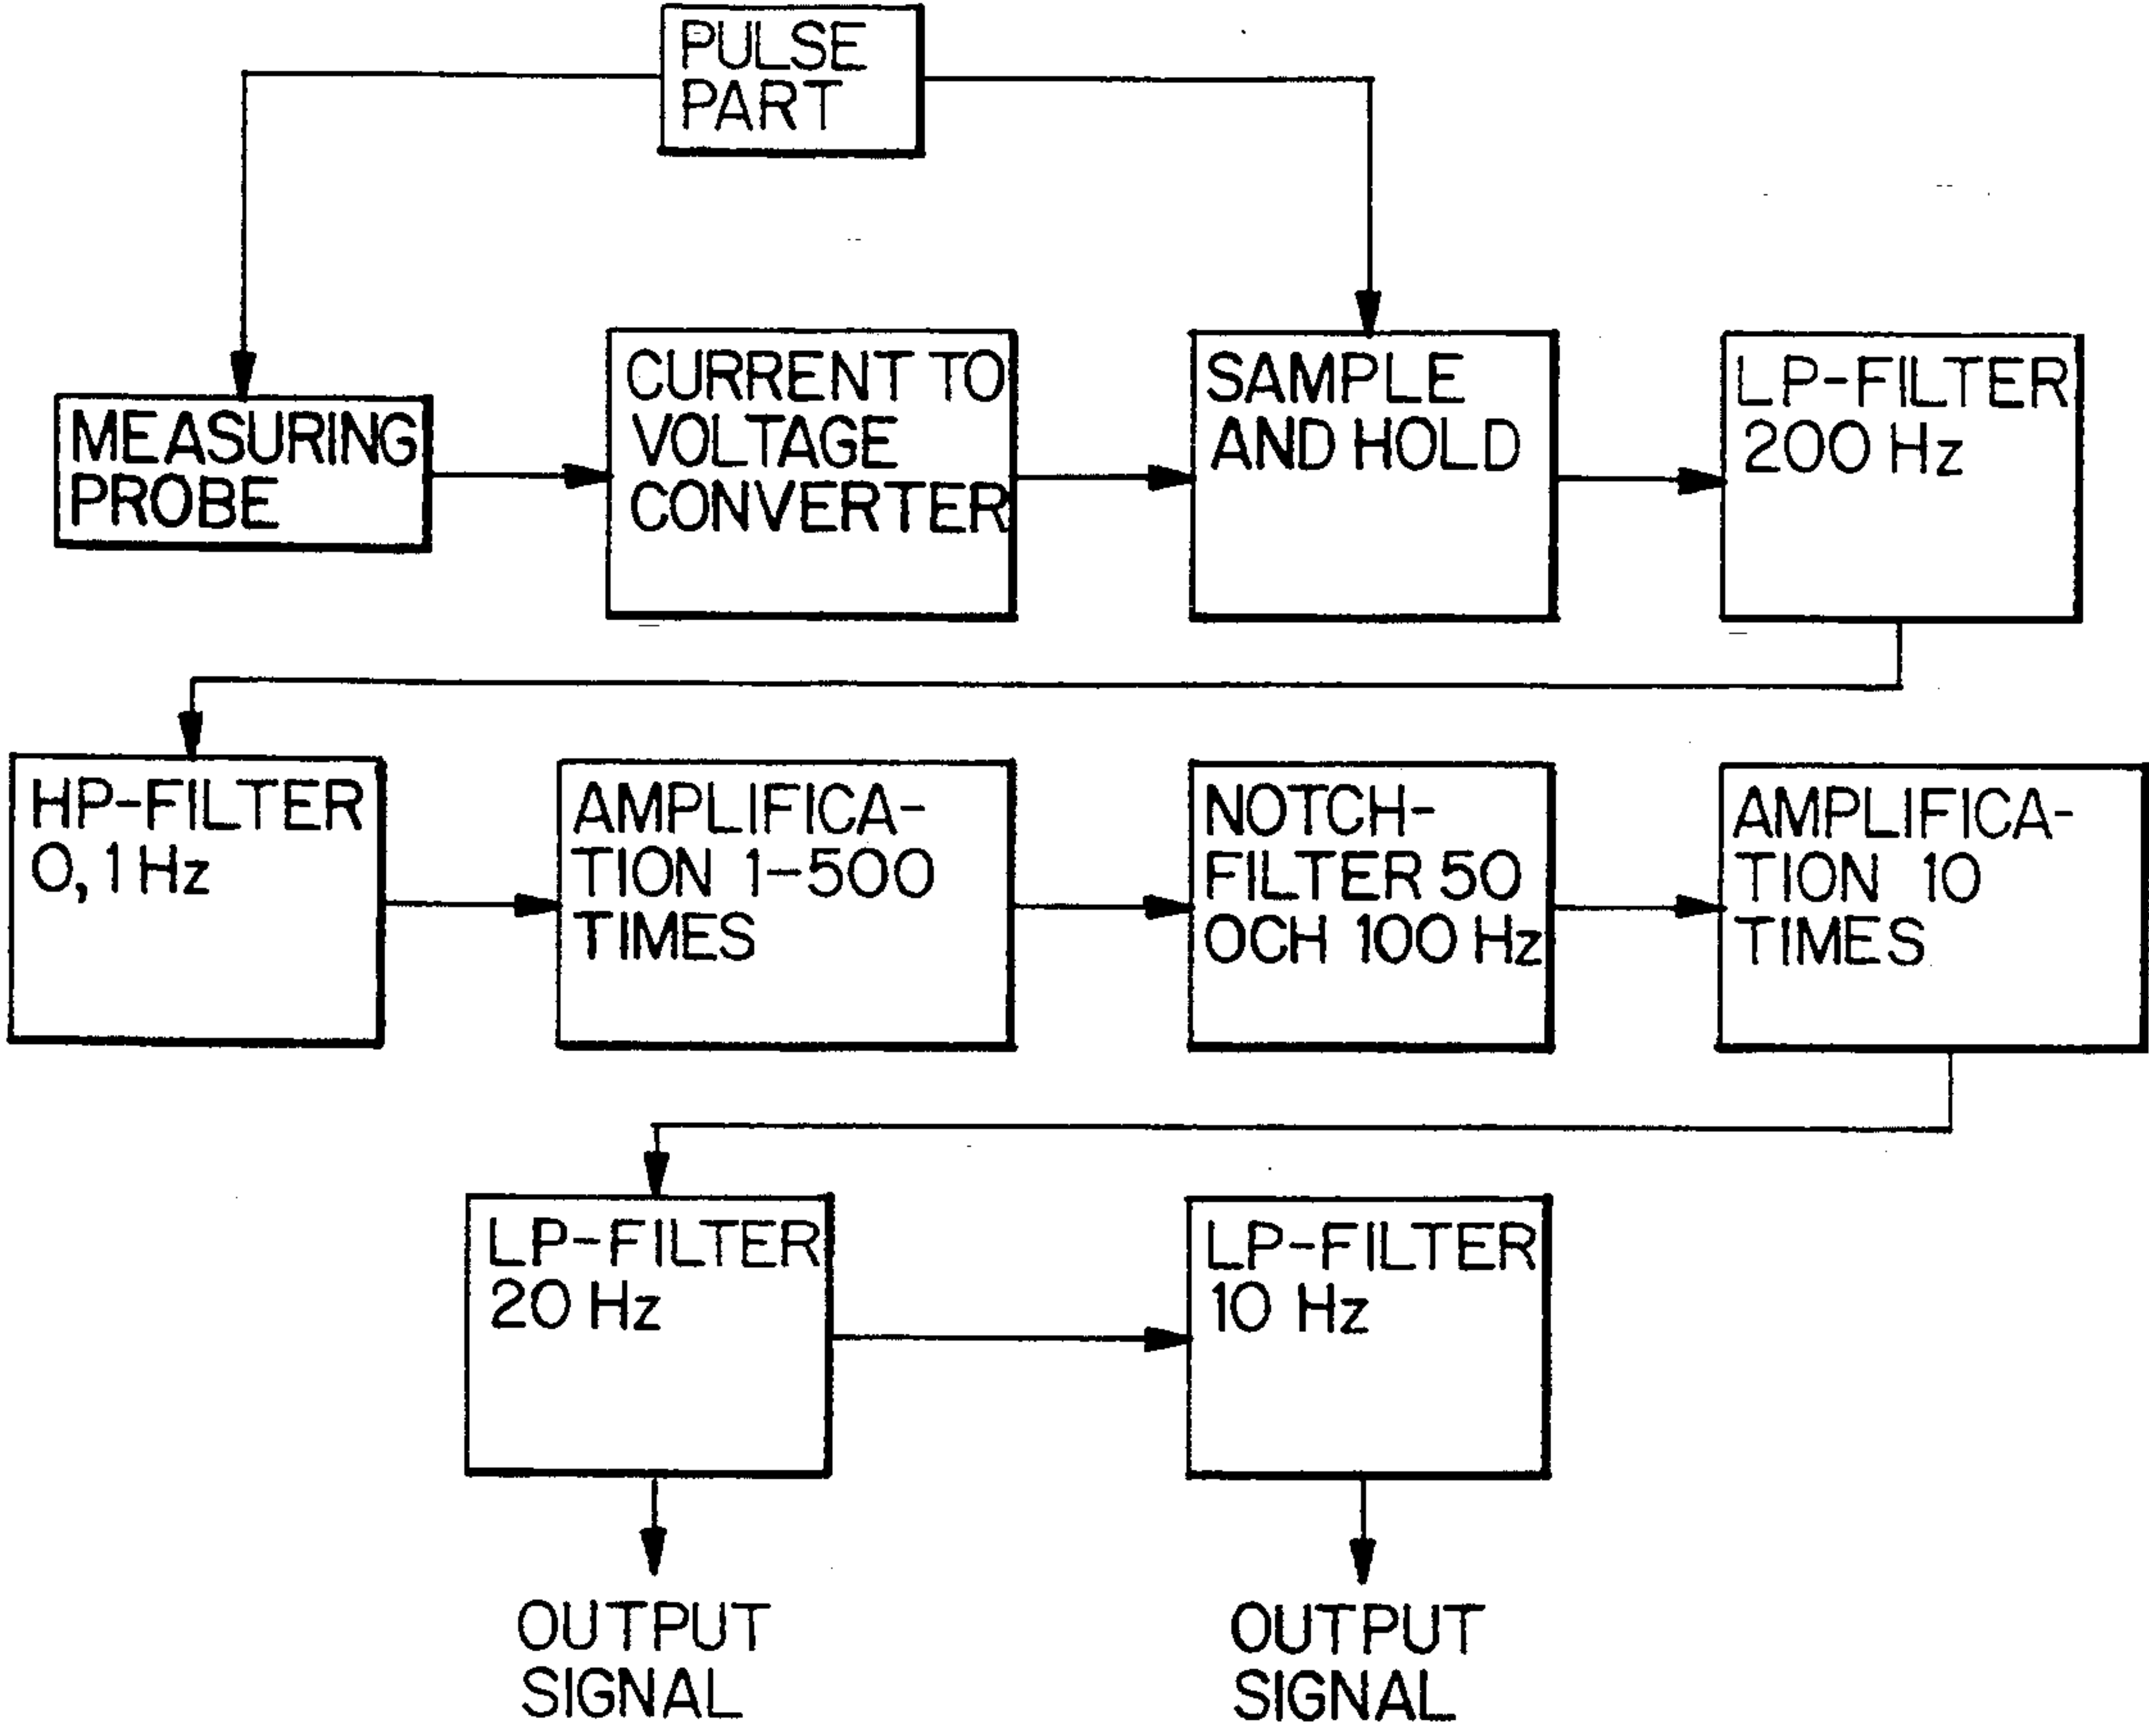 PULSE
PART
MEASURING
PROBE
CURRENT TO
VOLTAGE
CONVERTER
SAMPLE
AND HOLD
LP-FILTER
200 Hz
HP-FILTER
0,1 Hz
AMPLIFICA-
TION 1-500
TIMES
NOTCH-
FILTER 50
OCH 100 Hz
AMPLIFICA-
TION 10
TIMES
LP-FILTER
20 Hz
LP-FILTER
10 Hz
OUTPUT
SIGNAL
OUTPUT
SIGNAL